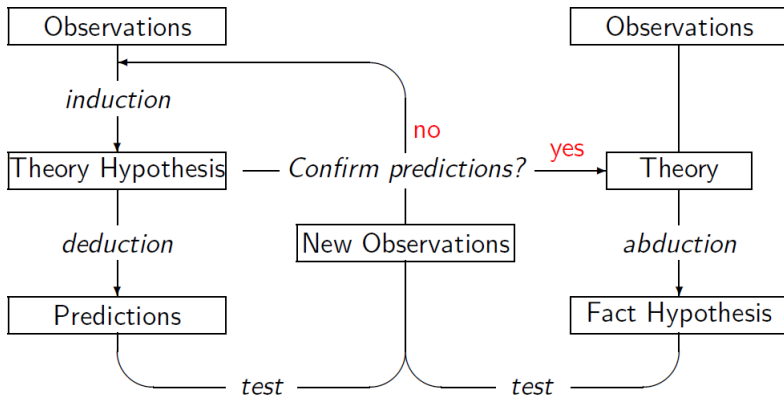 Observations
Observations
induction
no
Theory Hypothesis
Confirm predictions?
yes
Theory
deduction
New Observations
abduction
Predictions
Fact Hypothesis
test
test